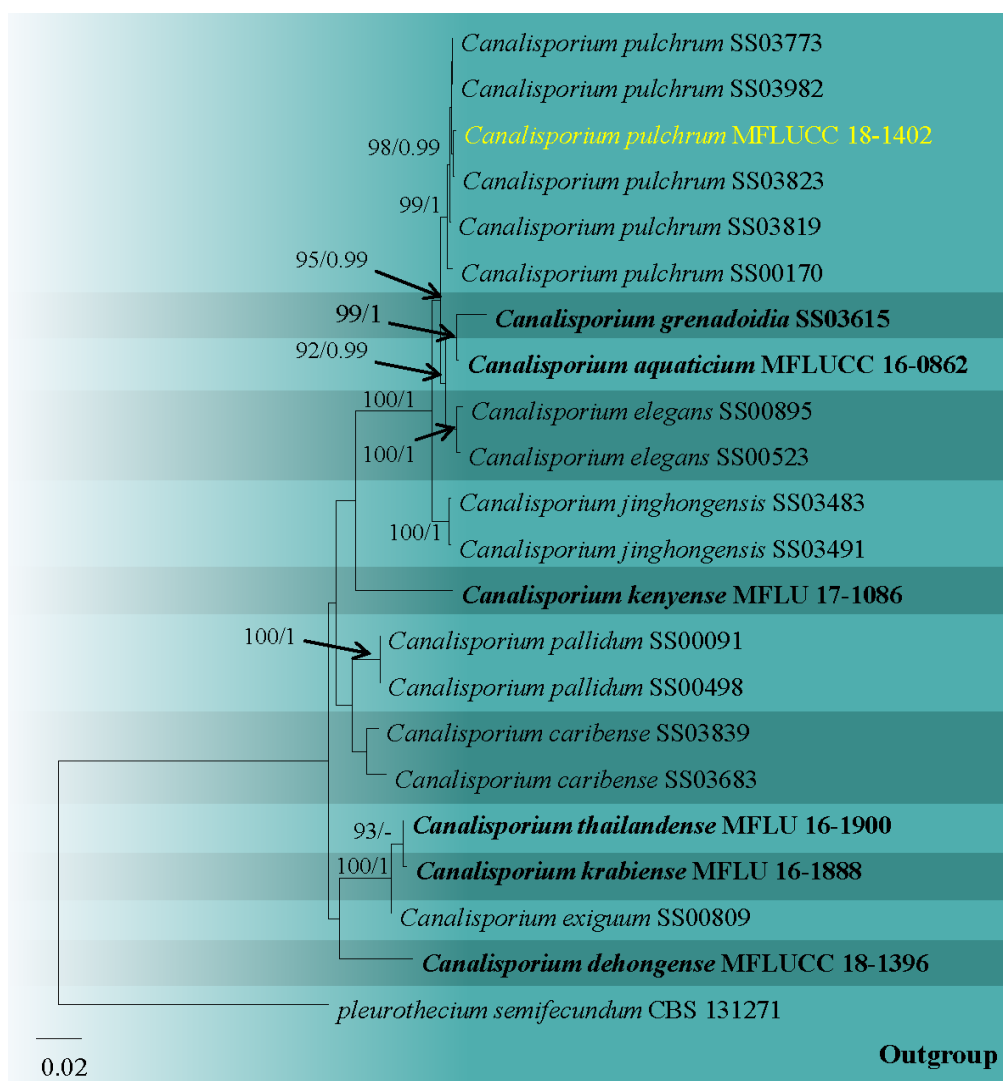 Canalisporium pulchrum SS03773
Canalisporium pulchrum SS03982
Canalisporium pulchrum MFLUCC 18-1402
98/0.99
Canalisporium pulchrum SS03823
99/1
Canalisporium pulchrum SS03819
95/0.99
Canalisporium pulchrum SS00170
99/1
Canalisporium grenadoidia SS03615
92/0.99
Canalisporium aquaticium MFLUCC 16-0862
100/1
Canalisporium elegans SS00895
100/1
Canalisporium elegans SS00523
Canalisporium jinghongensis SS03483
100/1
Canalisporium jinghongensis SS03491
Canalisporium kenyense MFLU 17-1086
100/1
Canalisporium pallidum SS00091
Canalisporium pallidum SS00498
Canalisporium caribense SS03839
Canalisporium caribense SS03683
93/-
Canalisporium thailandense MFLU 16-1900
100/1
Canalisporium krabiense MFLU 16-1888
Canalisporium exiguum SS00809
Canalisporium dehongense MFLUCC 18-1396
pleurothecium semifecundum CBS 131271
0.02
Outgroup